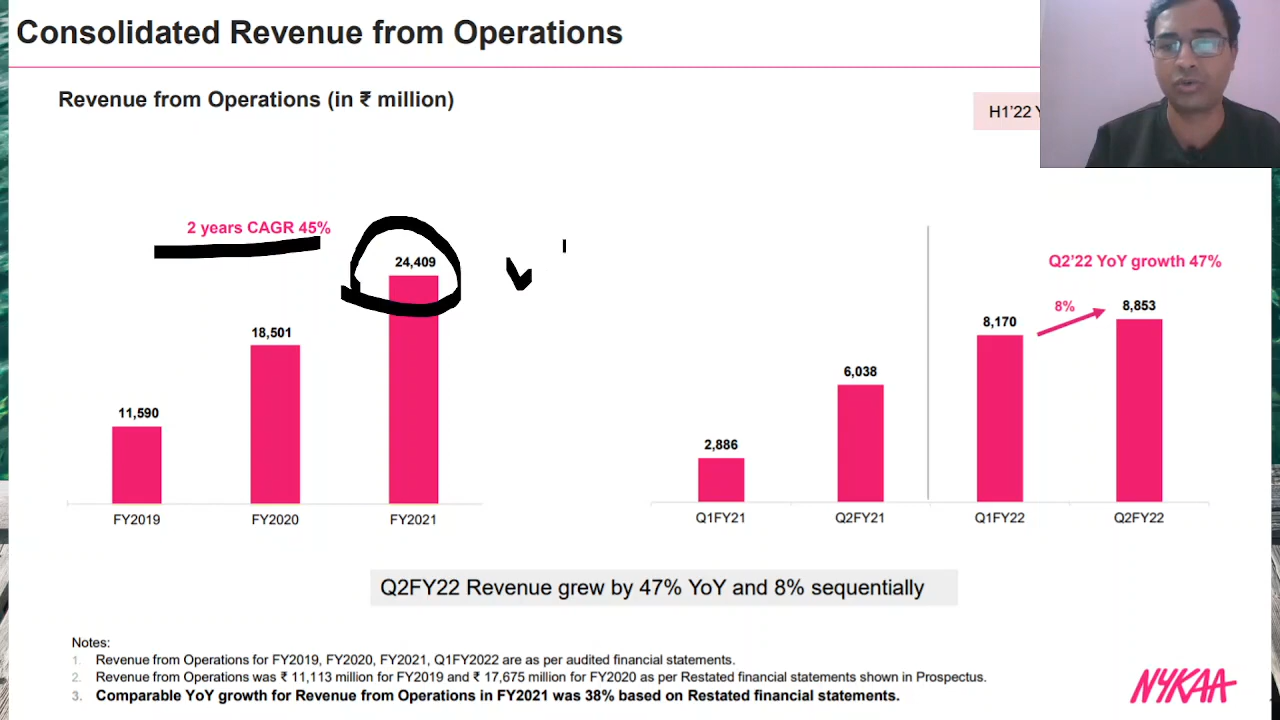 Consolidated Revenue from Operations
Revenue from Operations (in ₹ million)
H1'22 Y
2 years CAGR 45%
24,409
18,501
11,590
FY2019
FY2020
FY2021
Q2'22 YoY growth 47%
8%
8,853
8,170
6,038
2,886
Q1FY21
Q2FY21
Q1FY22
Q2FY22
Q2FY22 Revenue grew by 47% YoY and 8% sequentially
Notes:
1. Revenue from Operations for FY2019, FY2020, FY2021, Q1FY2022 are as per audited financial statements.
2. Revenue from Operations was ₹ 11,113 million for FY2019 and ₹ 17,675 million for FY2020 as per Restated financial statements shown in Prospectus.
3. Comparable YoY growth for Revenue from Operations in FY2021 was 38% based on Restated financial statements.
NYKAA